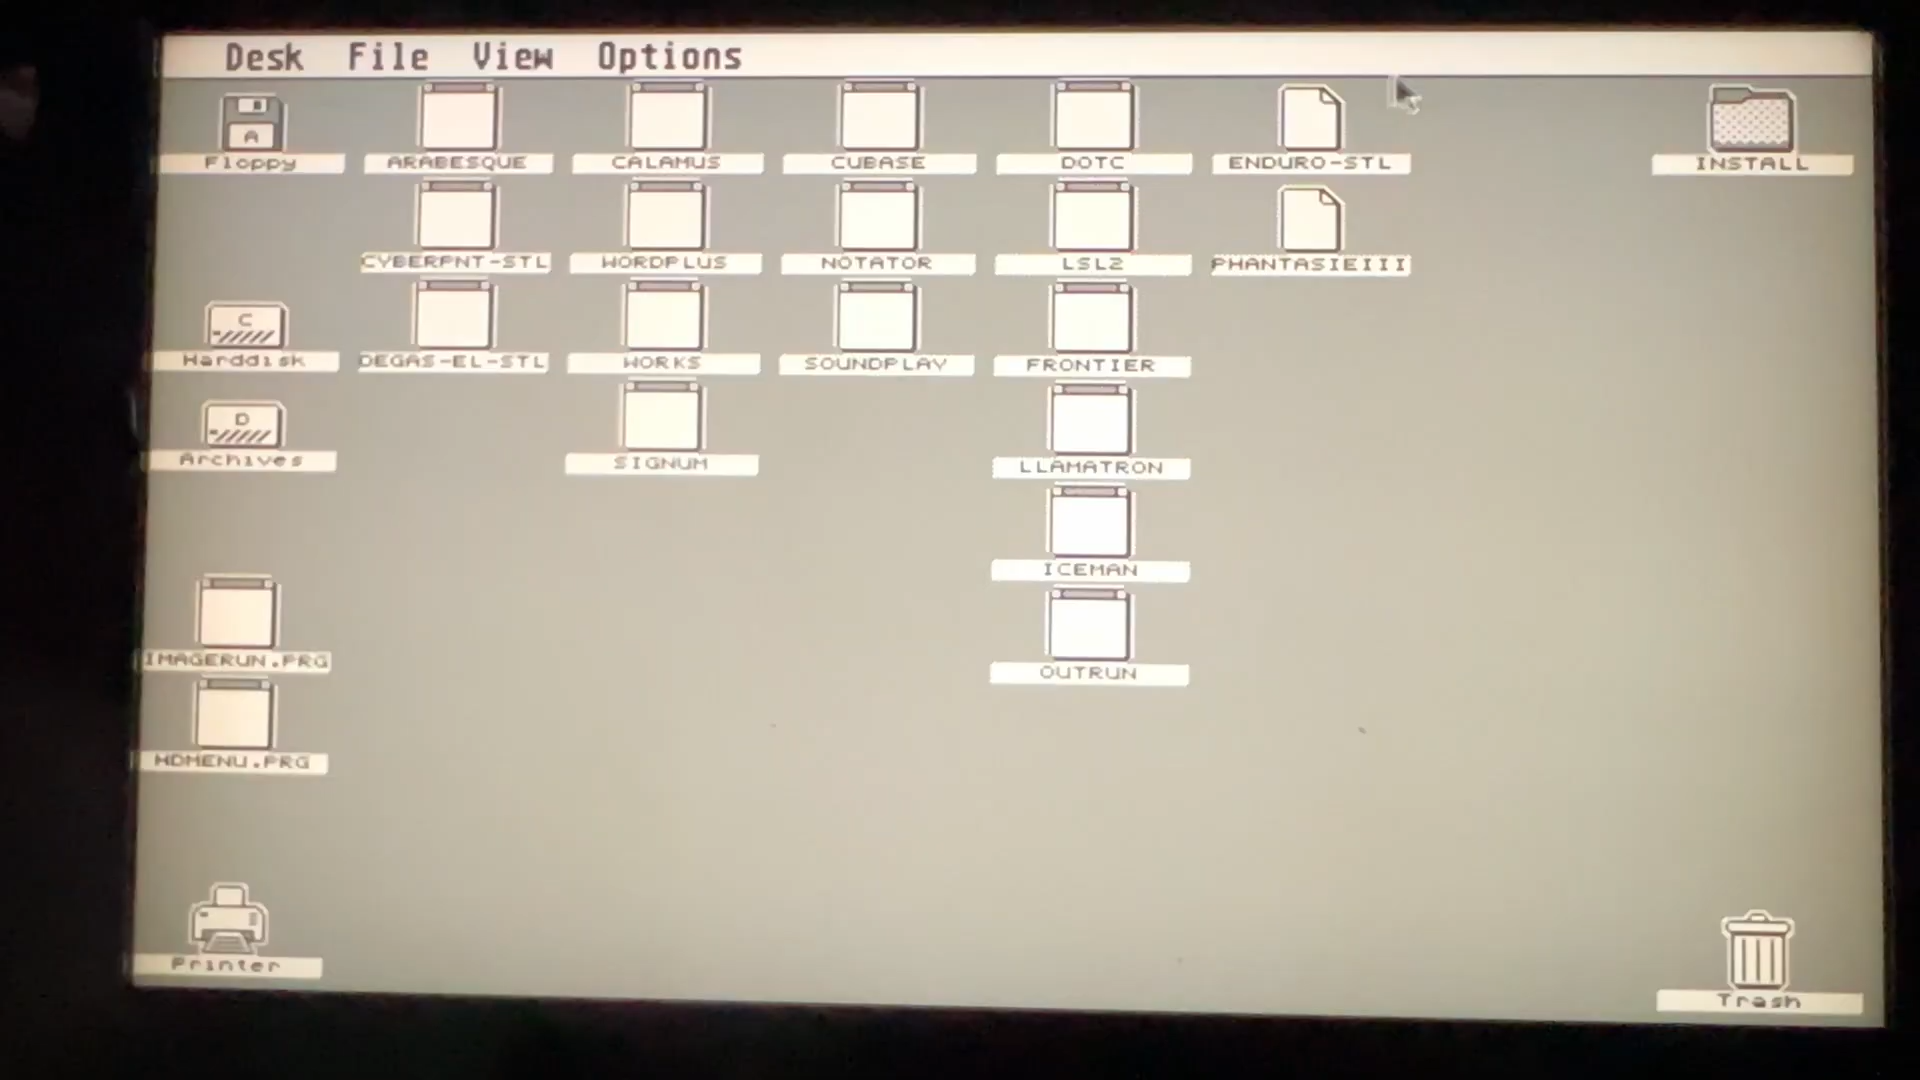 Desk File View Options
A
Floppy ARABESQUE CALAMUS CUBASE DOTC ENDURO-STL INSTALL
CYBERPNT-STL WORDPLUS NOTATOR LSL2 PHANTASIEIII
C
Harddisk DEGAS-EL-STL WORKS SOUNDPLAY FRONTIER
D
Archives SIGNUM LLAMATRON
ICEMAN
IMAGERUN.PRG OUTRUN
HDMENU.PRG
Printer Trash